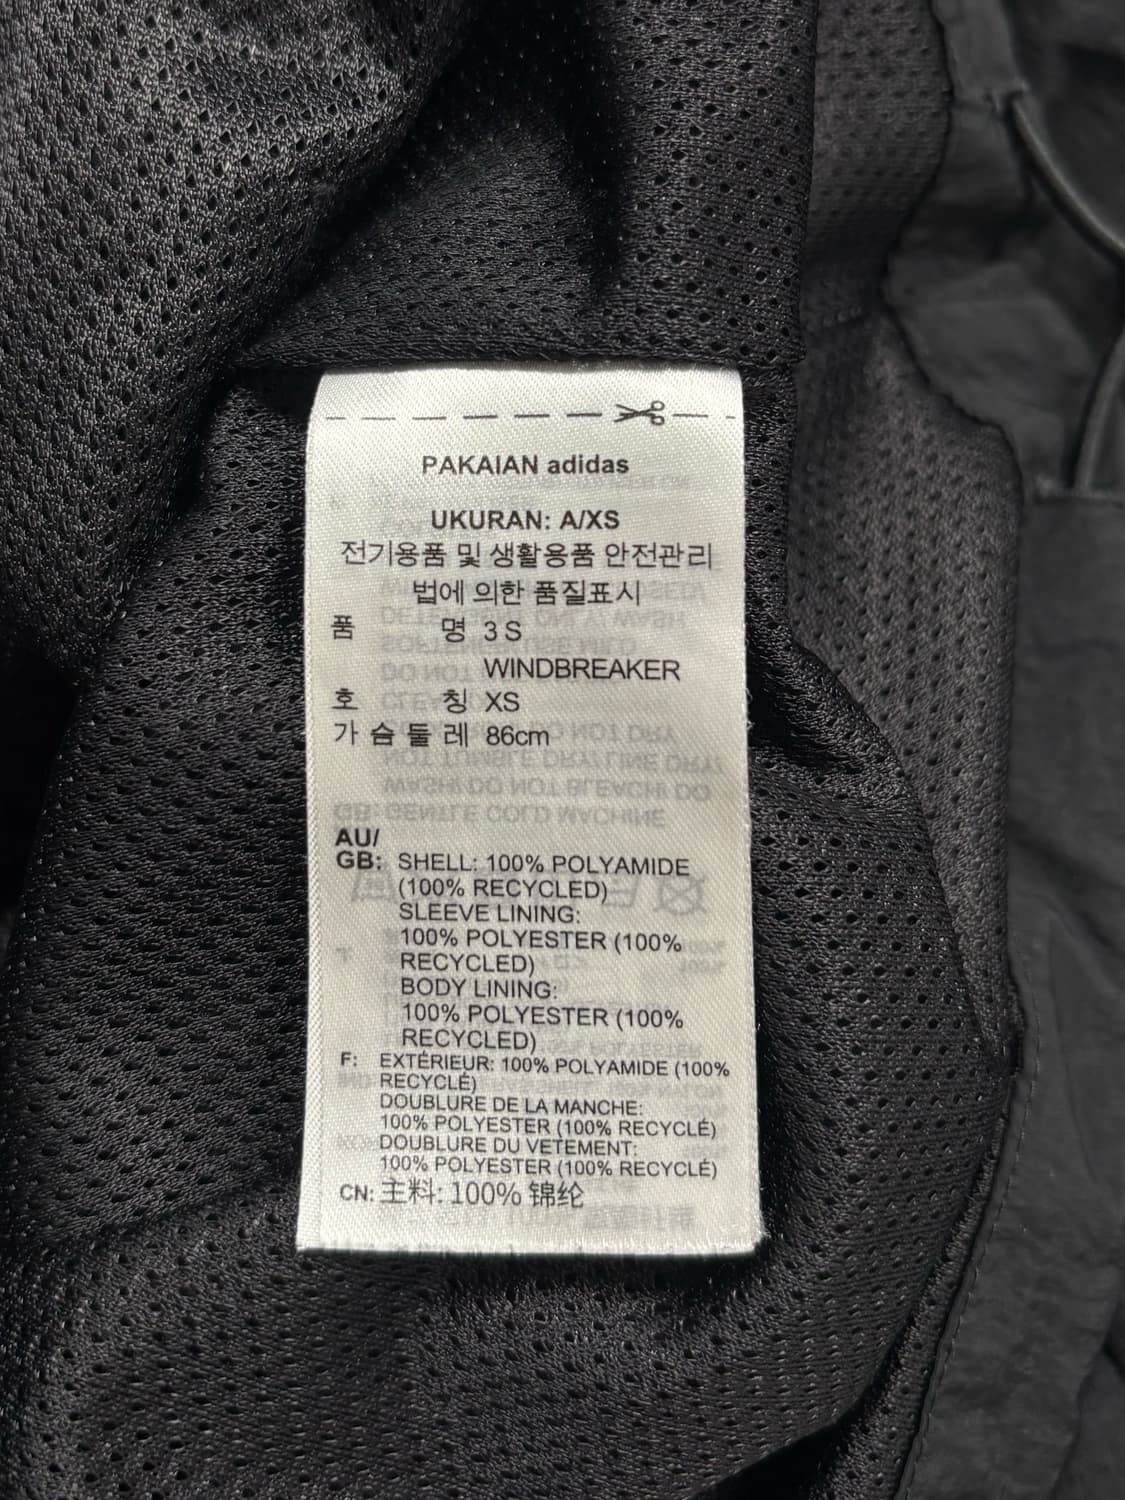 PAKAIAN adidas
UKURAN: A/XS
전기용품 및 생활용품 안전관리
법에 의한 품질표시
품 명 3 S
WINDBREAKER
호 칭 XS
가 슴 둘 레 86cm
AU/
GB: SHELL: 100% POLYAMIDE
(100% RECYCLED)
SLEEVE LINING:
100% POLYESTER (100%
RECYCLED)
BODY LINING:
100% POLYESTER (100%
RECYCLED)
F: EXTÉRIEUR: 100% POLYAMIDE (100%
RECYCLÉ)
DOUBLURE DE LA MANCHE:
100% POLYESTER (100% RECYCLÉ)
DOUBLURE DU VETEMENT:
100% POLYESTER (100% RECYCLÉ)
CN: 主料: 100% 锦纶